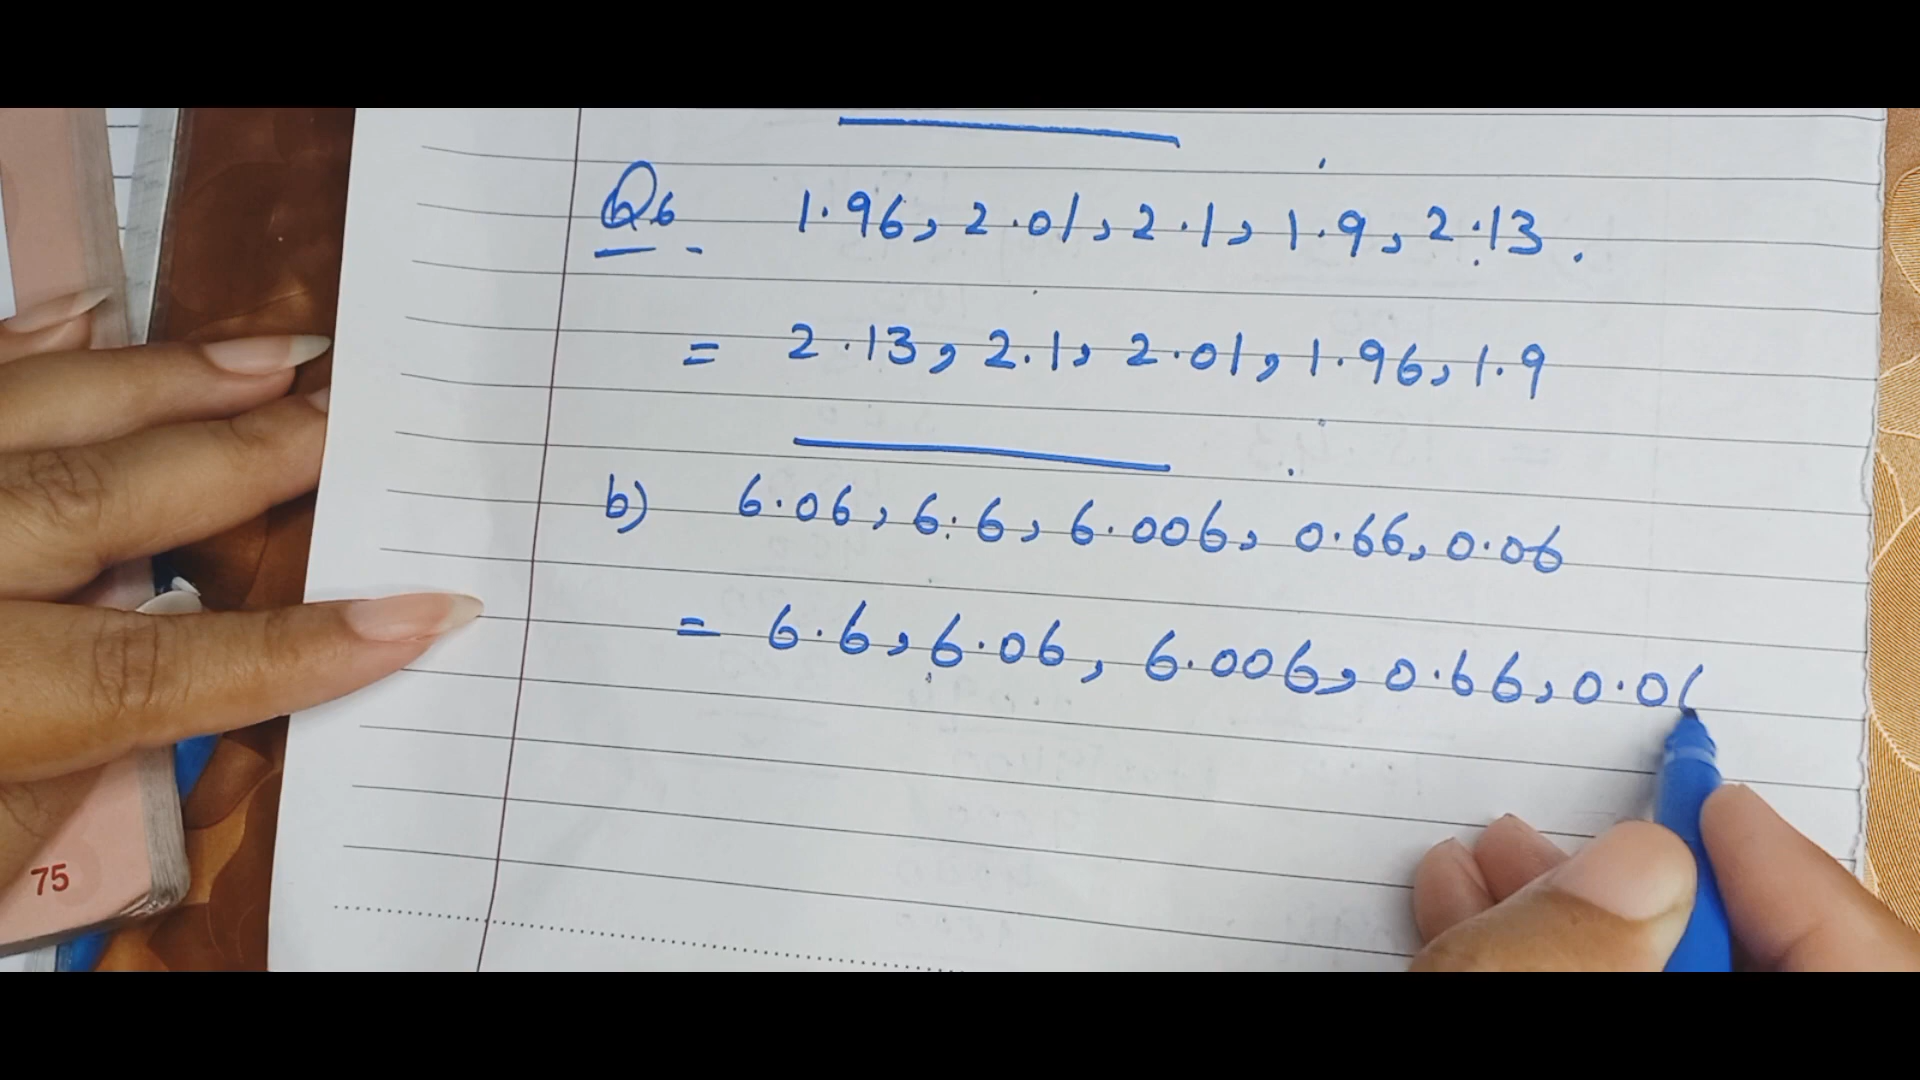 Q6. 1.96, 2.01, 2.1, 1.9, 2.13.
= 2.13, 2.1, 2.01, 1.96, 1.9
b) 6.06, 6.6, 6.006, 0.66, 0.06
= 6.6, 6.06, 6.006, 0.66, 0.0
75